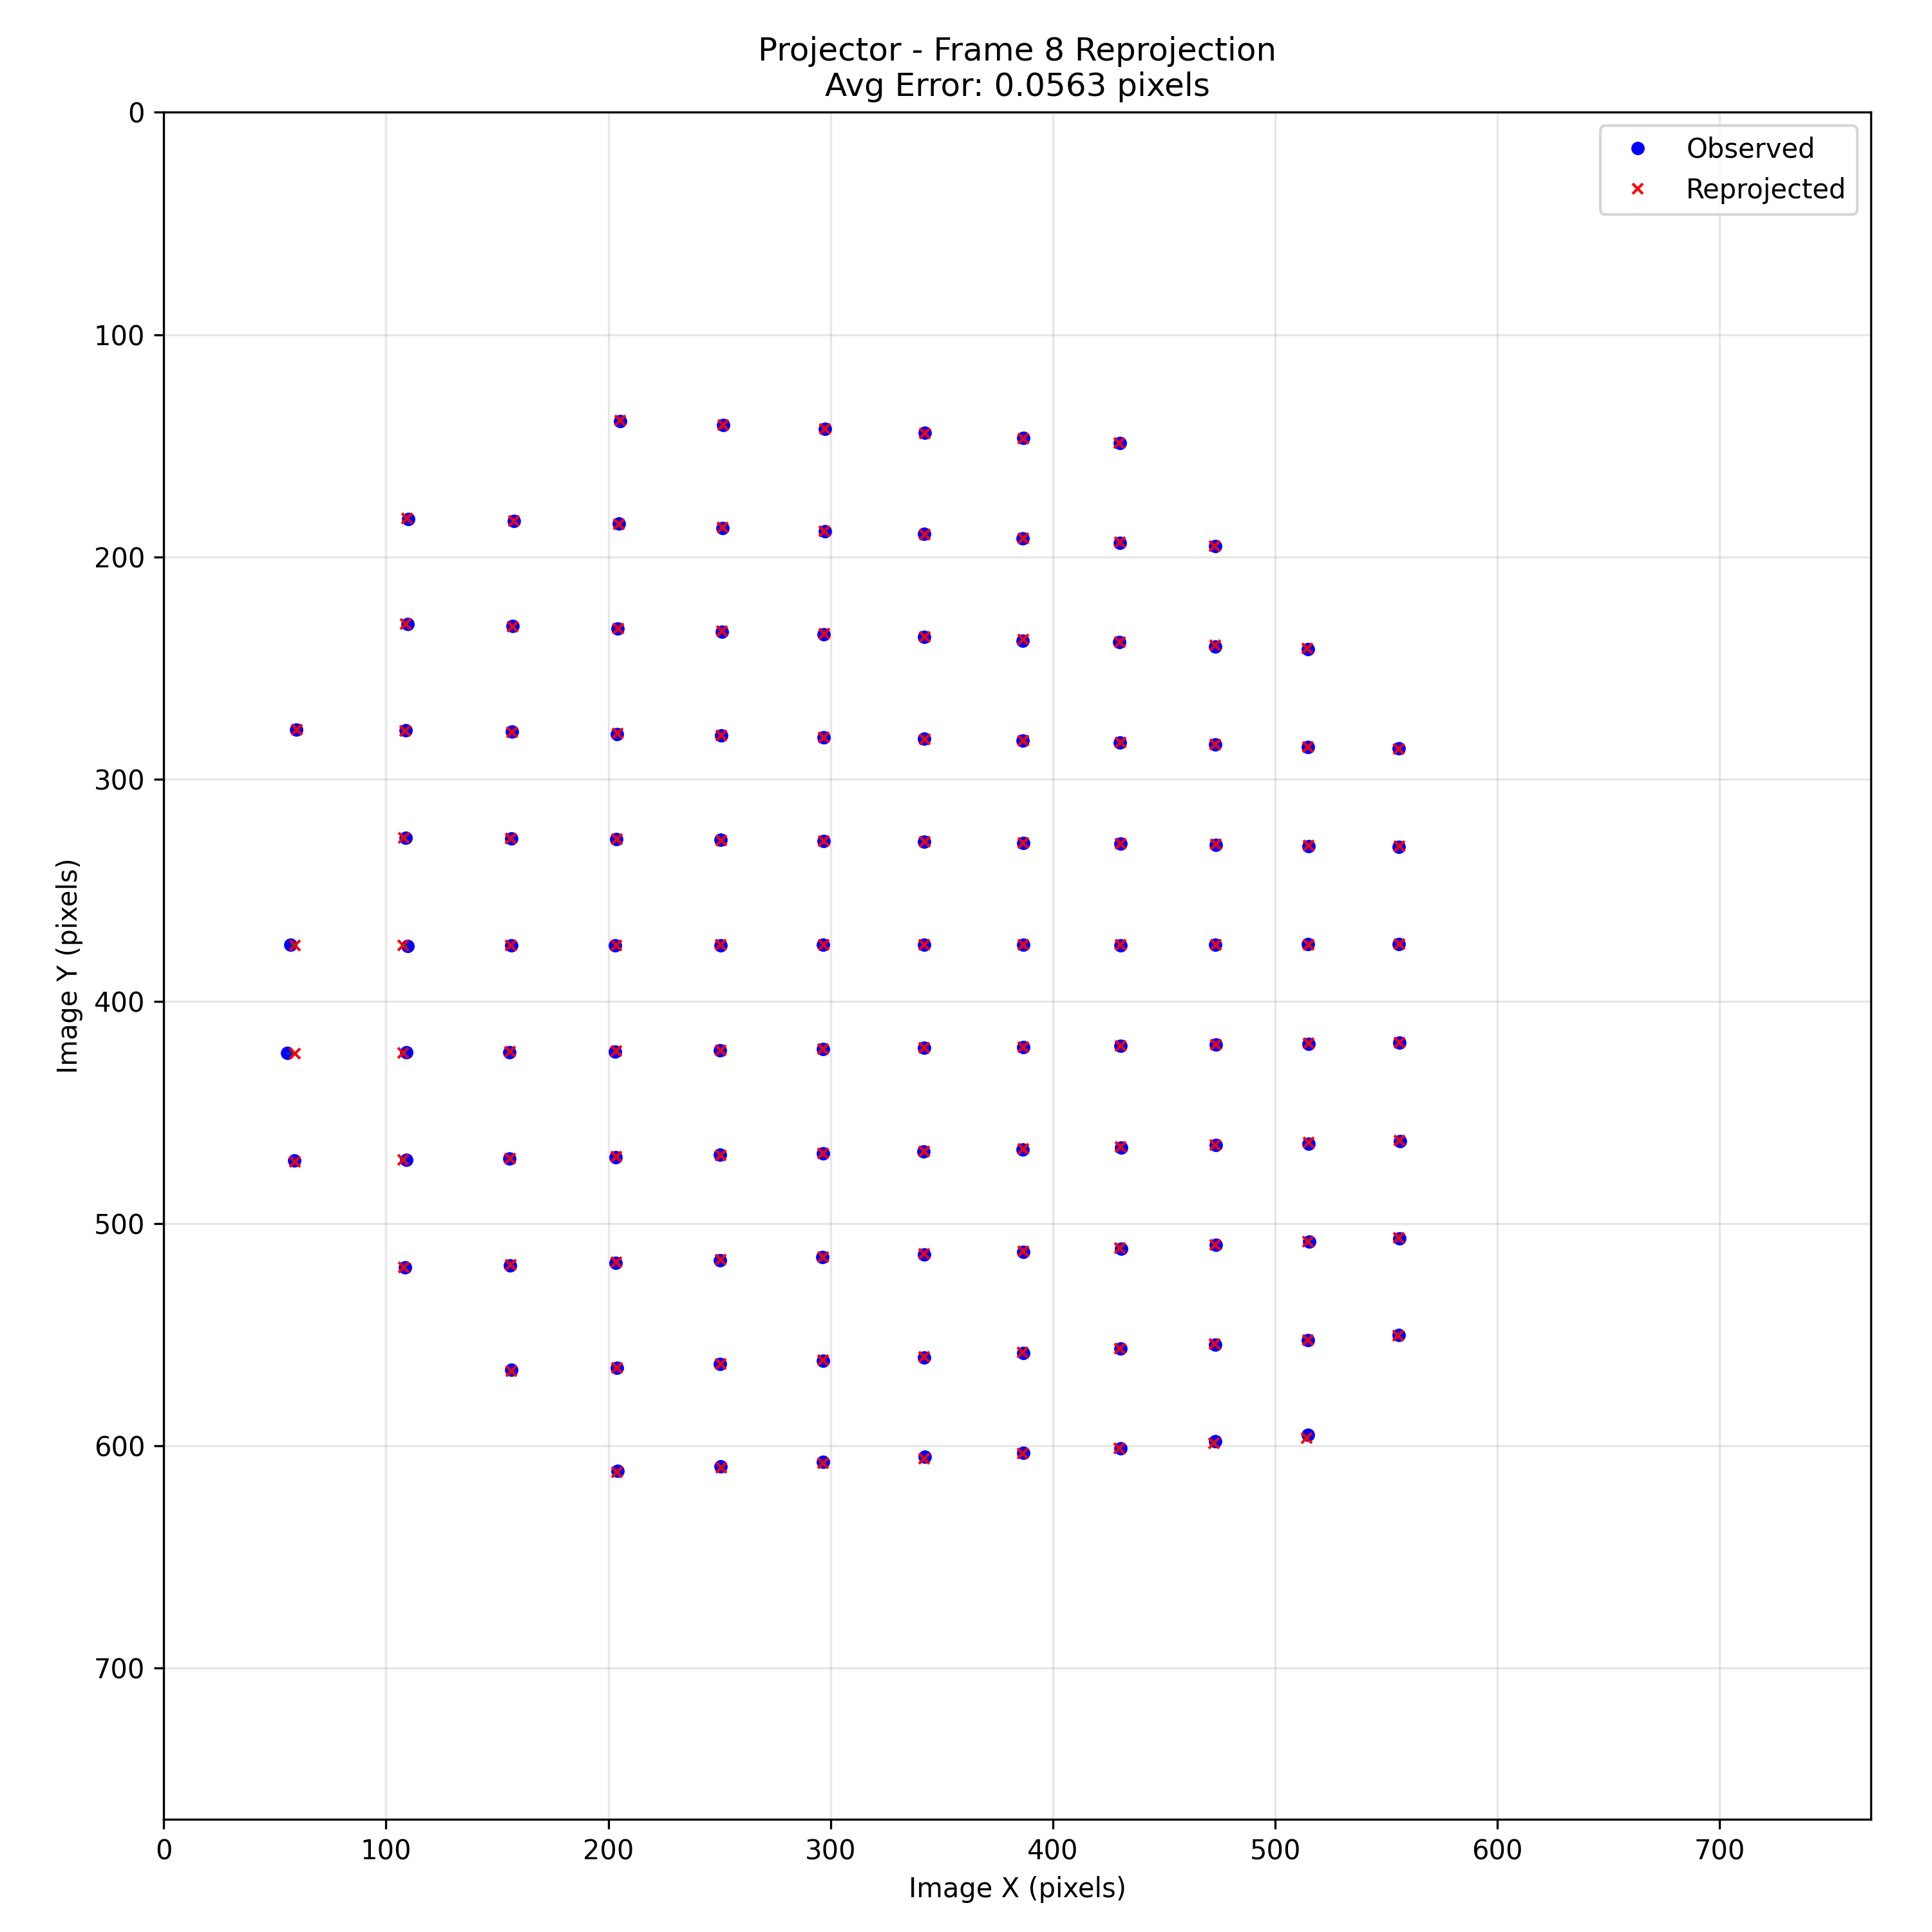 Projector - Frame 8 Reprojection
Avg Error: 0.0563 pixels
Observed
Reprojected
0
100
200
300
400
500
600
700
Image Y (pixels)
0 100 200 300 400 500 600 700
Image X (pixels)